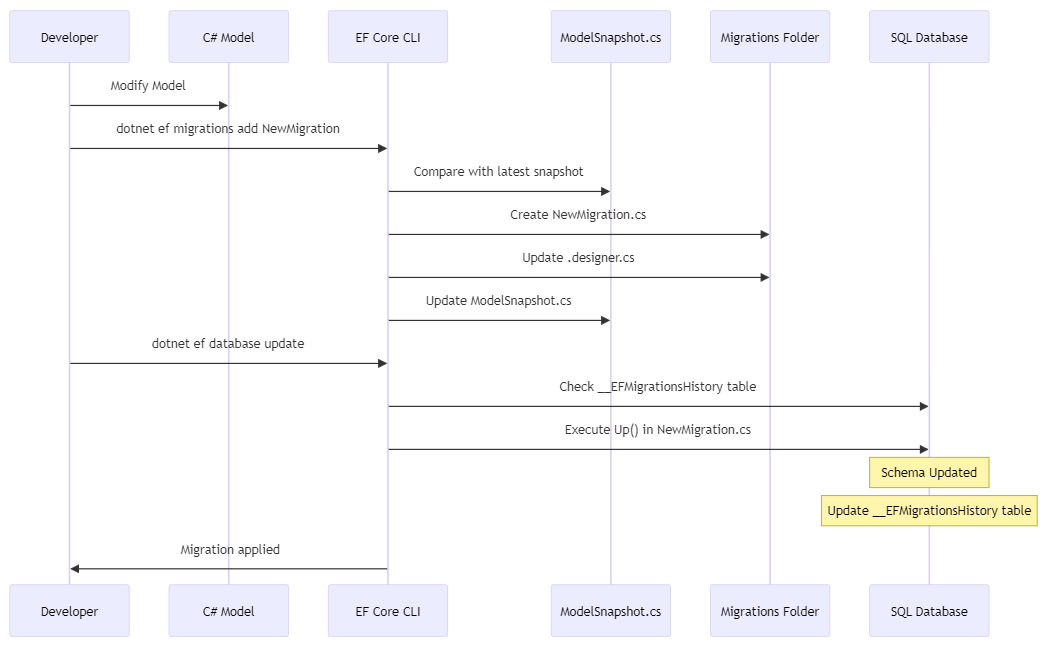 Developer
C# Model
EF Core CLI
ModelSnapshot.cs
Migrations Folder
SQL Database
Modify Model
dotnet ef migrations add NewMigration
Compare with latest snapshot
Create NewMigration.cs
Update .designer.cs
Update ModelSnapshot.cs
dotnet ef database update
Check __EFMigrationsHistory table
Execute Up() in NewMigration.cs
Schema Updated
Update __EFMigrationsHistory table
Migration applied
Developer
C# Model
EF Core CLI
ModelSnapshot.cs
Migrations Folder
SQL Database